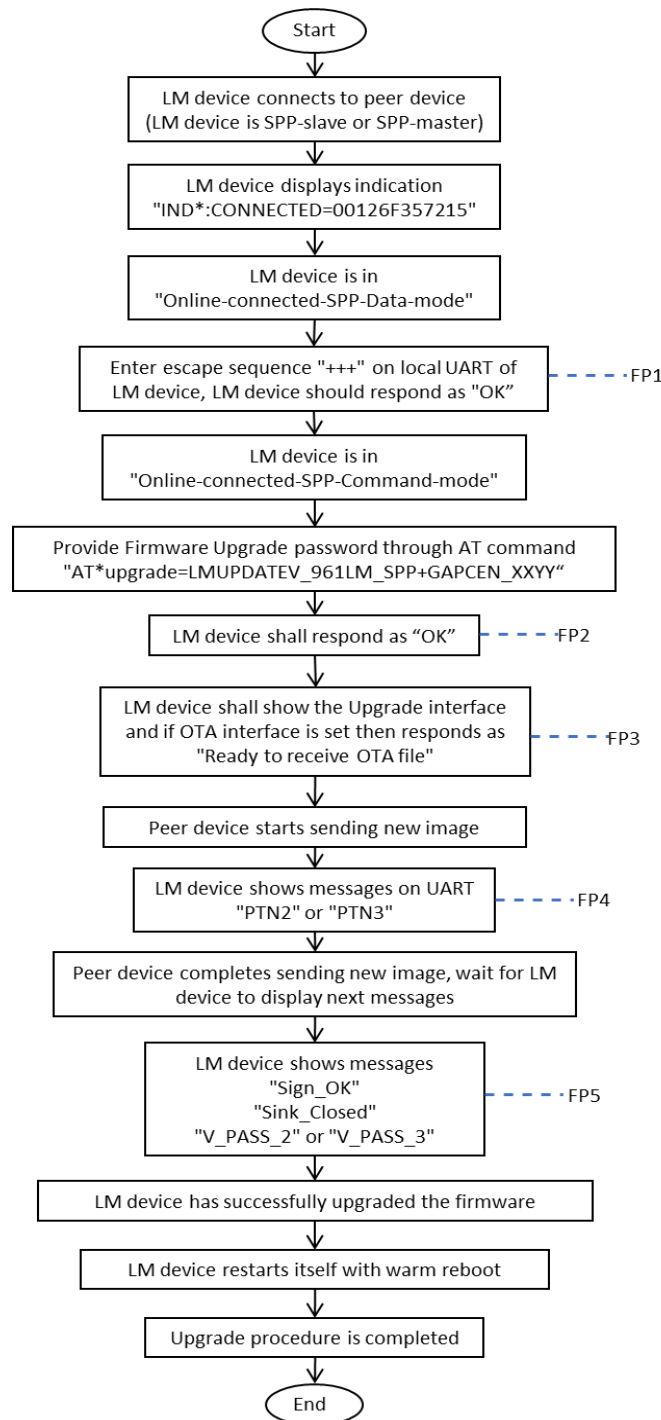 Start
LM device connects to peer device
(LM device is SPP-slave or SPP-master)
LM device displays indication
"IND*:CONNECTED=00126F357215"
LM device is in
"Online-connected-SPP-Data-mode"
Enter escape sequence "+++" on local UART of
LM device, LM device should respond as "OK”
FP1
LM device is in
"Online-connected-SPP-Command-mode"
Provide Firmware Upgrade password through AT command
"AT*upgrade=LMUPDATEV_961LM_SPP+GAPCEN_XXYY“
LM device shall respond as “OK”
FP2
LM device shall show the Upgrade interface
and if OTA interface is set then responds as
"Ready to receive OTA file"
FP3
Peer device starts sending new image
LM device shows messages on UART
"PTN2" or "PTN3"
FP4
Peer device completes sending new image, wait for LM
device to display next messages
LM device shows messages
"Sign_OK"
"Sink_Closed"
"V_PASS_2" or "V_PASS_3"
FP5
LM device has successfully upgraded the firmware
LM device restarts itself with warm reboot
Upgrade procedure is completed
End